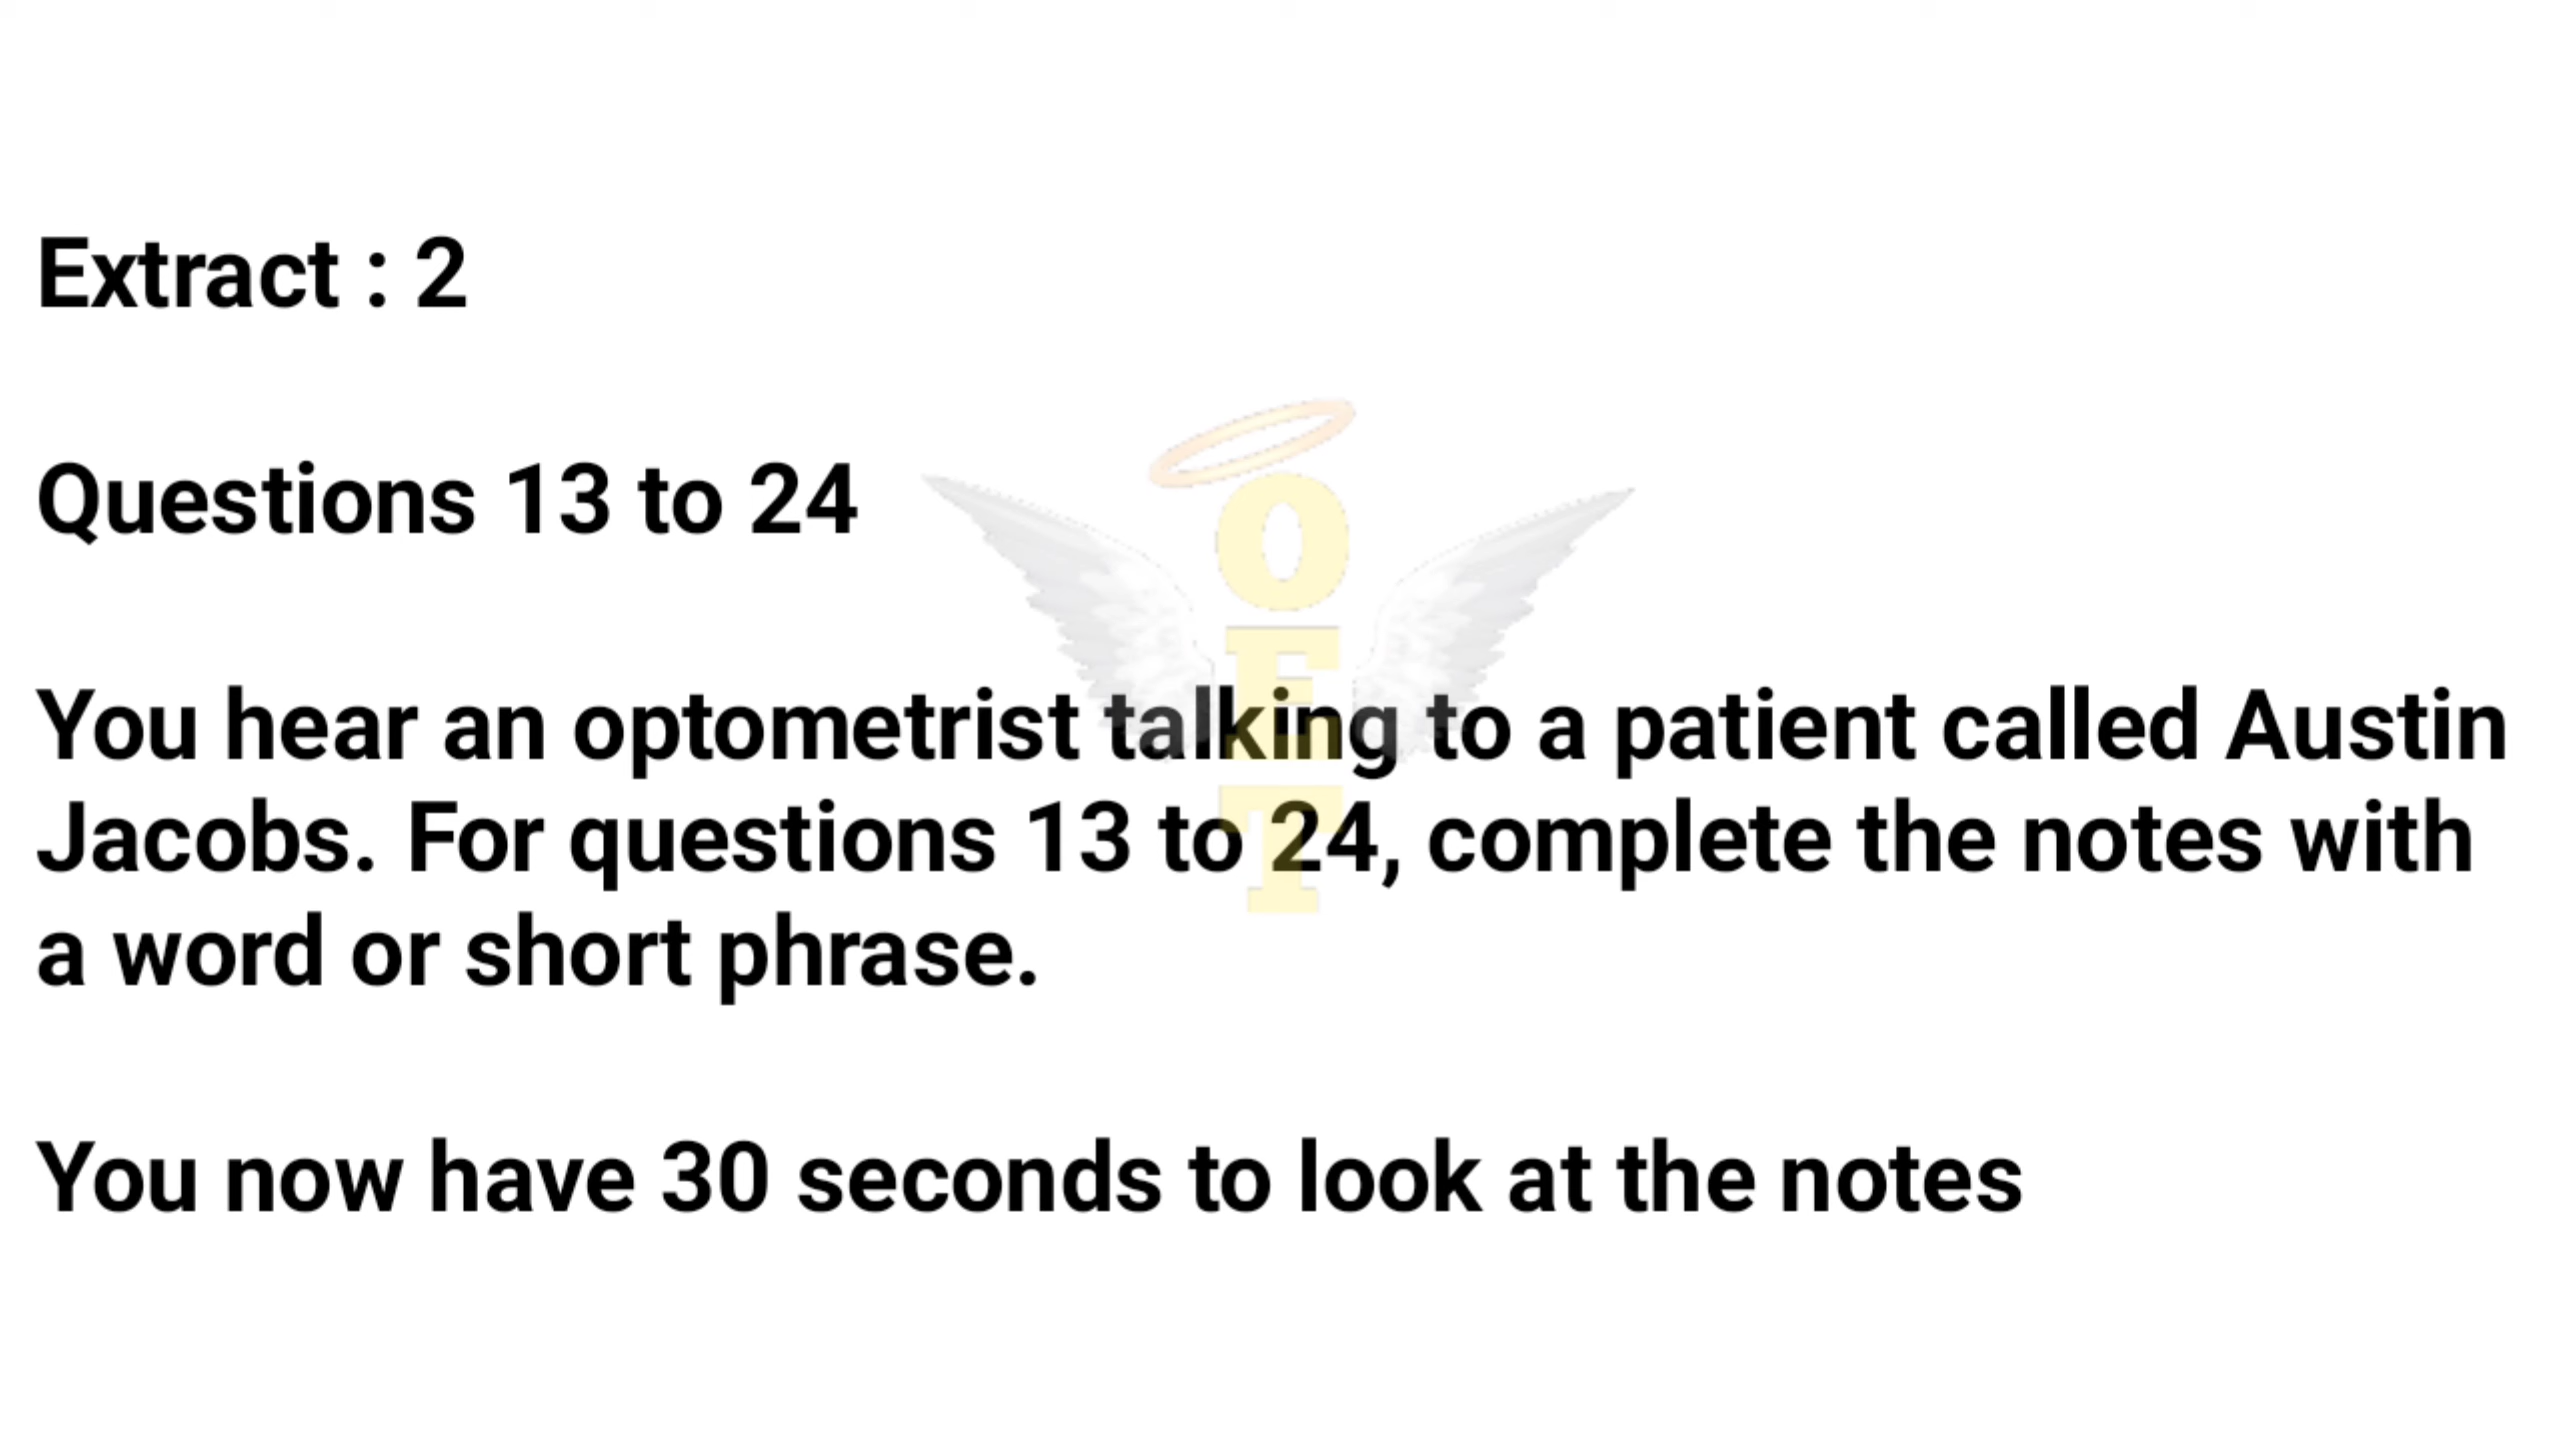 Extract : 2
Questions 13 to 24
OET
You hear an optometrist talking to a patient called Austin
Jacobs. For questions 13 to 24, complete the notes with
a word or short phrase.
You now have 30 seconds to look at the notes